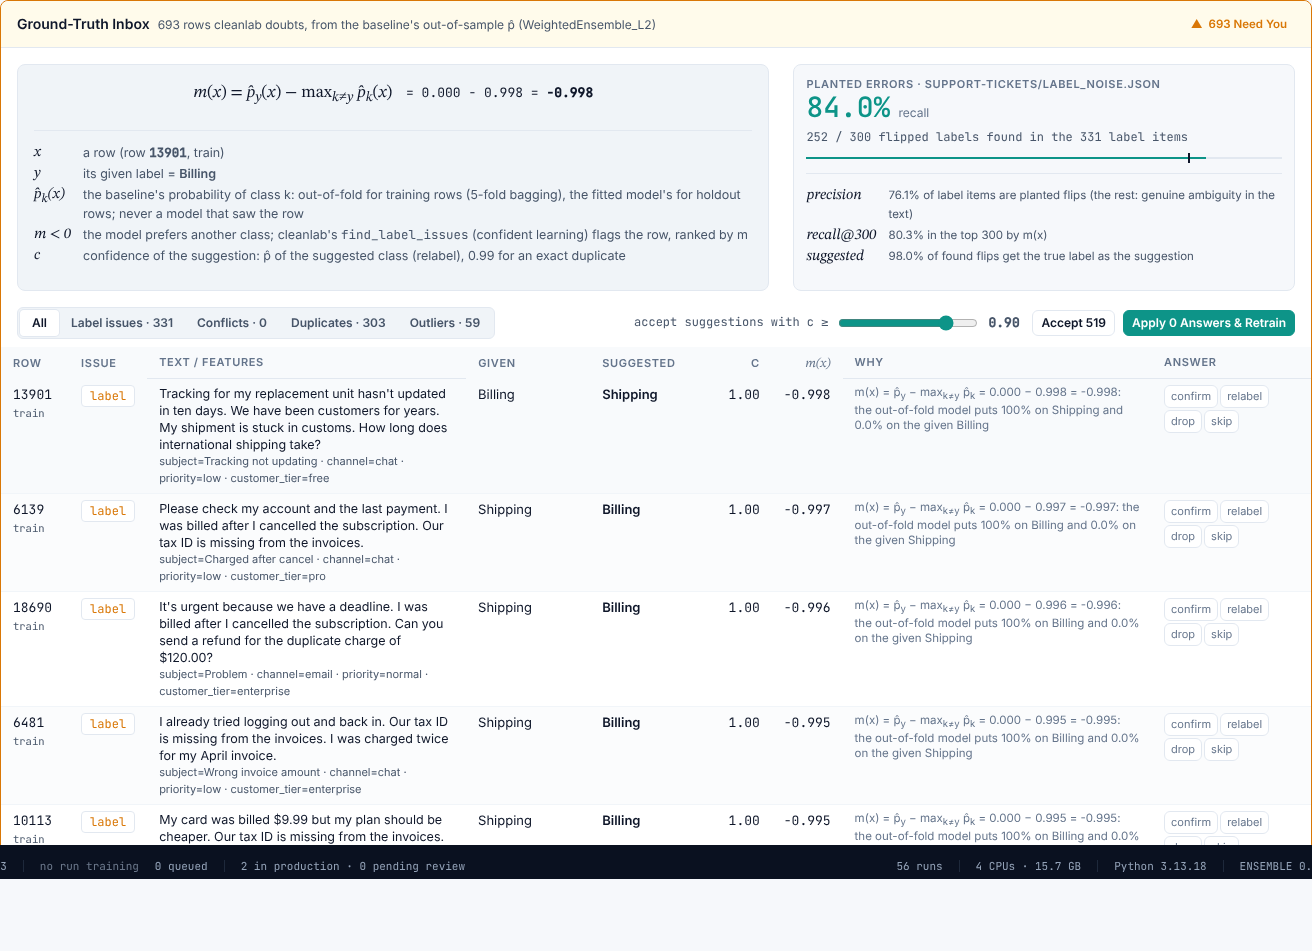 Ground-Truth Inbox 693 rows cleanlab doubts, from the baseline's out-of-sample p̂ (WeightedEnsemble_L2)
▲ 693 Need You
m(x) = p̂y(x) − maxk≠y p̂k(x) = 0.000 - 0.998 = -0.998
x a row (row 13901, train)
y its given label = Billing
p̂k(x) the baseline's probability of class k: out-of-fold for training rows (5-fold bagging), the fitted model's for holdout
rows; never a model that saw the row
m < 0 the model prefers another class; cleanlab's find_label_issues (confident learning) flags the row, ranked by m
c confidence of the suggestion: p̂ of the suggested class (relabel), 0.99 for an exact duplicate
PLANTED ERRORS · SUPPORT-TICKETS/LABEL_NOISE.JSON
84.0% recall
252 / 300 flipped labels found in the 331 label items
precision 76.1% of label items are planted flips (the rest: genuine ambiguity in the
text)
recall@300 80.3% in the top 300 by m(x)
suggested 98.0% of found flips get the true label as the suggestion
All Label issues · 331 Conflicts · 0 Duplicates · 303 Outliers · 59
accept suggestions with c ≥ 0.90 Accept 519 Apply 0 Answers & Retrain
ROW ISSUE TEXT / FEATURES GIVEN SUGGESTED C m(x) WHY ANSWER
13901 train
label
Tracking for my replacement unit hasn't updated
in ten days. We have been customers for years.
My shipment is stuck in customs. How long does
international shipping take?
subject=Tracking not updating · channel=chat ·
priority=low · customer_tier=free
Billing Shipping 1.00 -0.998
m(x) = p̂y − maxk≠y p̂k = 0.000 − 0.998 = -0.998:
the out-of-fold model puts 100% on Shipping and
0.0% on the given Billing
confirm relabel
drop skip
6139 train
label
Please check my account and the last payment. I
was billed after I cancelled the subscription. Our
tax ID is missing from the invoices.
subject=Charged after cancel · channel=chat ·
priority=low · customer_tier=pro
Shipping Billing 1.00 -0.997
m(x) = p̂y − maxk≠y p̂k = 0.000 − 0.997 = -0.997: the
out-of-fold model puts 100% on Billing and 0.0% on
the given Shipping
confirm relabel
drop skip
18690 train
label
It's urgent because we have a deadline. I was
billed after I cancelled the subscription. Can you
send a refund for the duplicate charge of
$120.00?
subject=Problem · channel=email · priority=normal ·
customer_tier=enterprise
Shipping Billing 1.00 -0.996
m(x) = p̂y − maxk≠y p̂k = 0.000 − 0.996 = -0.996:
the out-of-fold model puts 100% on Billing and 0.0%
on the given Shipping
confirm relabel
drop skip
6481 train
label
I already tried logging out and back in. Our tax ID
is missing from the invoices. I was charged twice
for my April invoice.
subject=Wrong invoice amount · channel=chat ·
priority=low · customer_tier=enterprise
Shipping Billing 1.00 -0.995
m(x) = p̂y − maxk≠y p̂k = 0.000 − 0.995 = -0.995:
the out-of-fold model puts 100% on Billing and 0.0%
on the given Shipping
confirm relabel
drop skip
10113 train
label
My card was billed $9.99 but my plan should be
cheaper. Our tax ID is missing from the invoices.
Shipping Billing 1.00 -0.995
m(x) = p̂y − maxk≠y p̂k = 0.000 − 0.995 = -0.995:
the out-of-fold model puts 100% on Billing and 0.0%
confirm relabel
3 no run training 0 queued 2 in production · 0 pending review 56 runs 4 CPUs · 15.7 GB Python 3.13.18 ENSEMBLE 0.